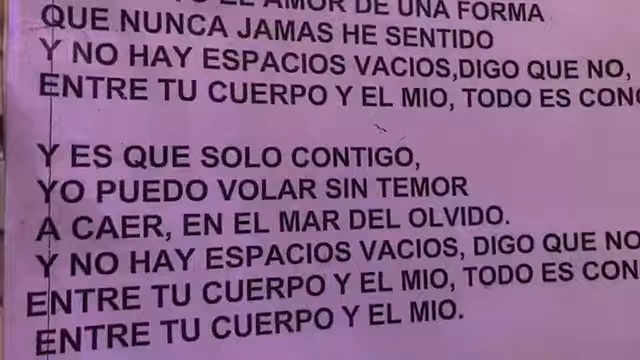 EL AMOR DE UNA FORMA
QUE NUNCA JAMAS HE SENTIDO
Y NO HAY ESPACIOS VACIOS,DIGO QUE NO,
ENTRE TU CUERPO Y EL MIO, TODO ES
Y ES QUE SOLO CONTIGO,
YO PUEDO VOLAR SIN TEMOR
A CAER, EN EL MAR DEL OLVIDO.
Y NO HAY ESPACIOS VACIOS, DIGO QUE NO
ENTRE TU CUERPO Y EL MIO, TODO ES CON
ENTRE TU CUERPO Y EL MIO.